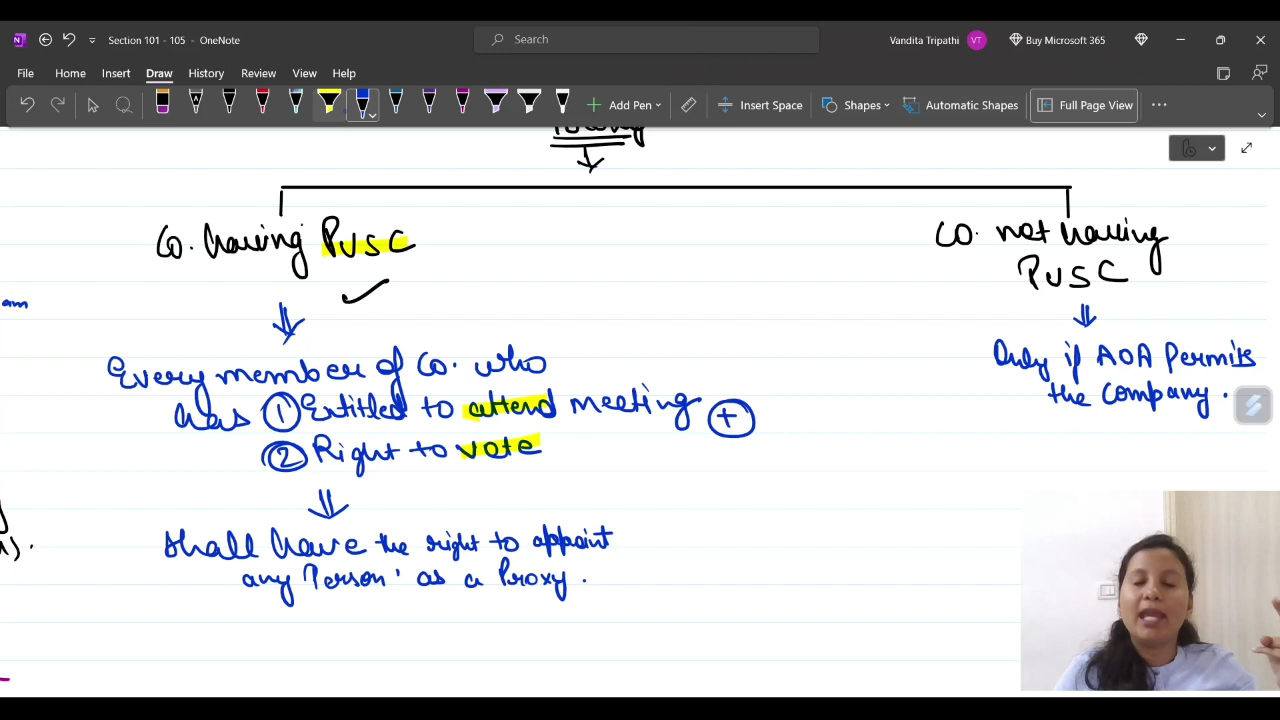 Section 101 - 105 - OneNote
Search
Vandita Tripathi
VT
Buy Microsoft 365
File Home Insert Draw History Review View Help
Add Pen
Insert Space
Shapes
Automatic Shapes
Full Page View
Co. having PUSC
Co. not having
PUSC
am
Every member of Co. who
has ① Entitled to attend meeting +
② Right to vote
Only if AOA Permits
the company.
shall have the right to appoint
any 'Person' as a Proxy.